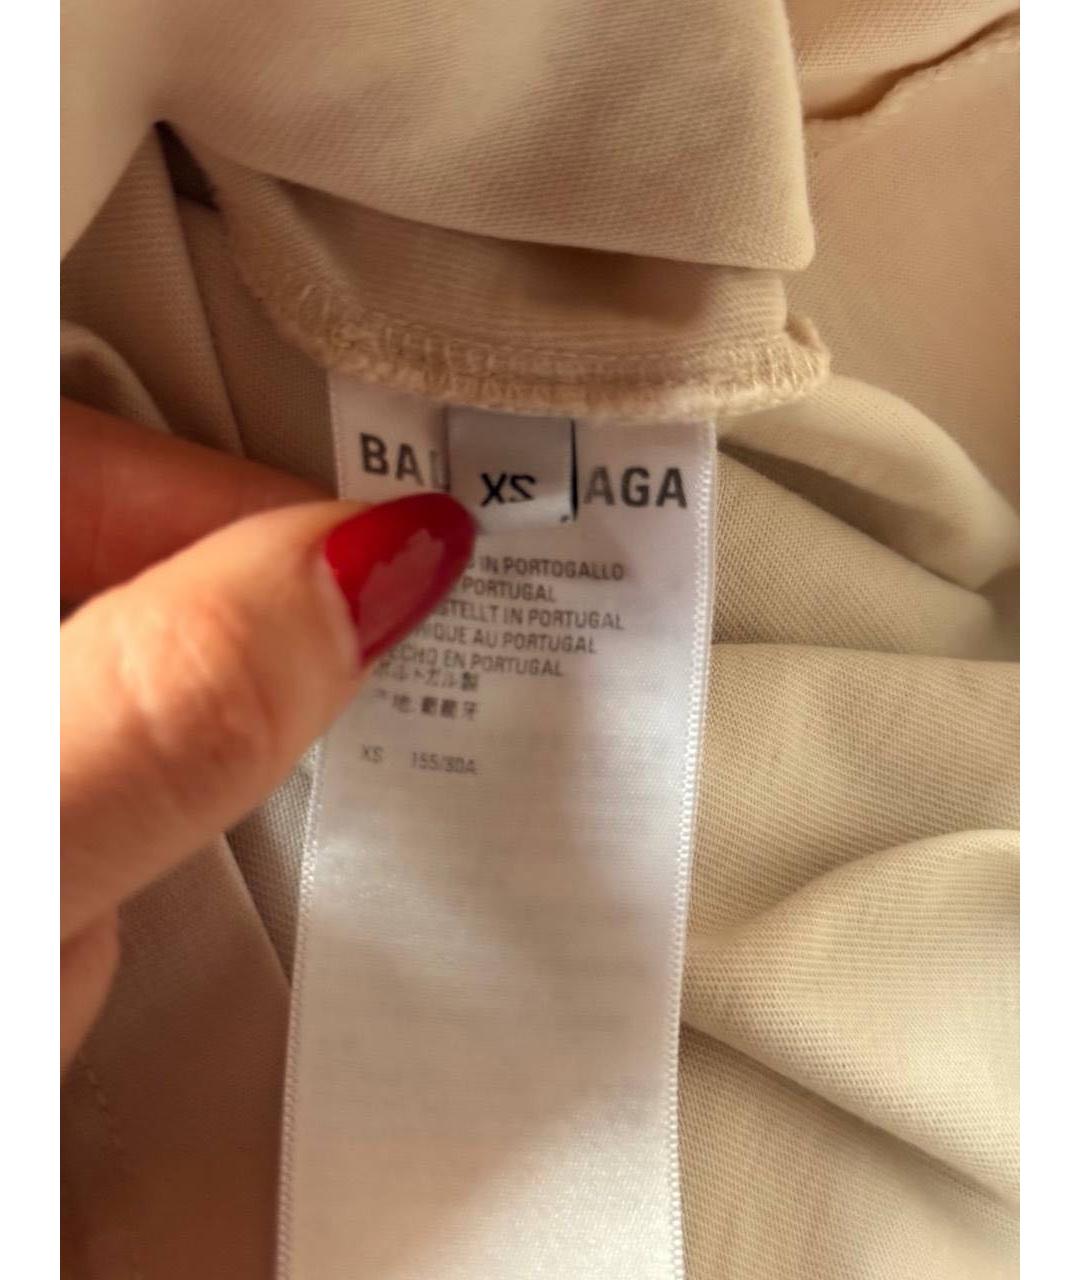 BAL XS AGA
IN PORTOGALLO
PORTUGAL
STELLT IN PORTUGAL
IQUE AU PORTUGAL
ECHO EN PORTUGAL
ポルトガル製
地: 葡萄牙
XS 155/80A